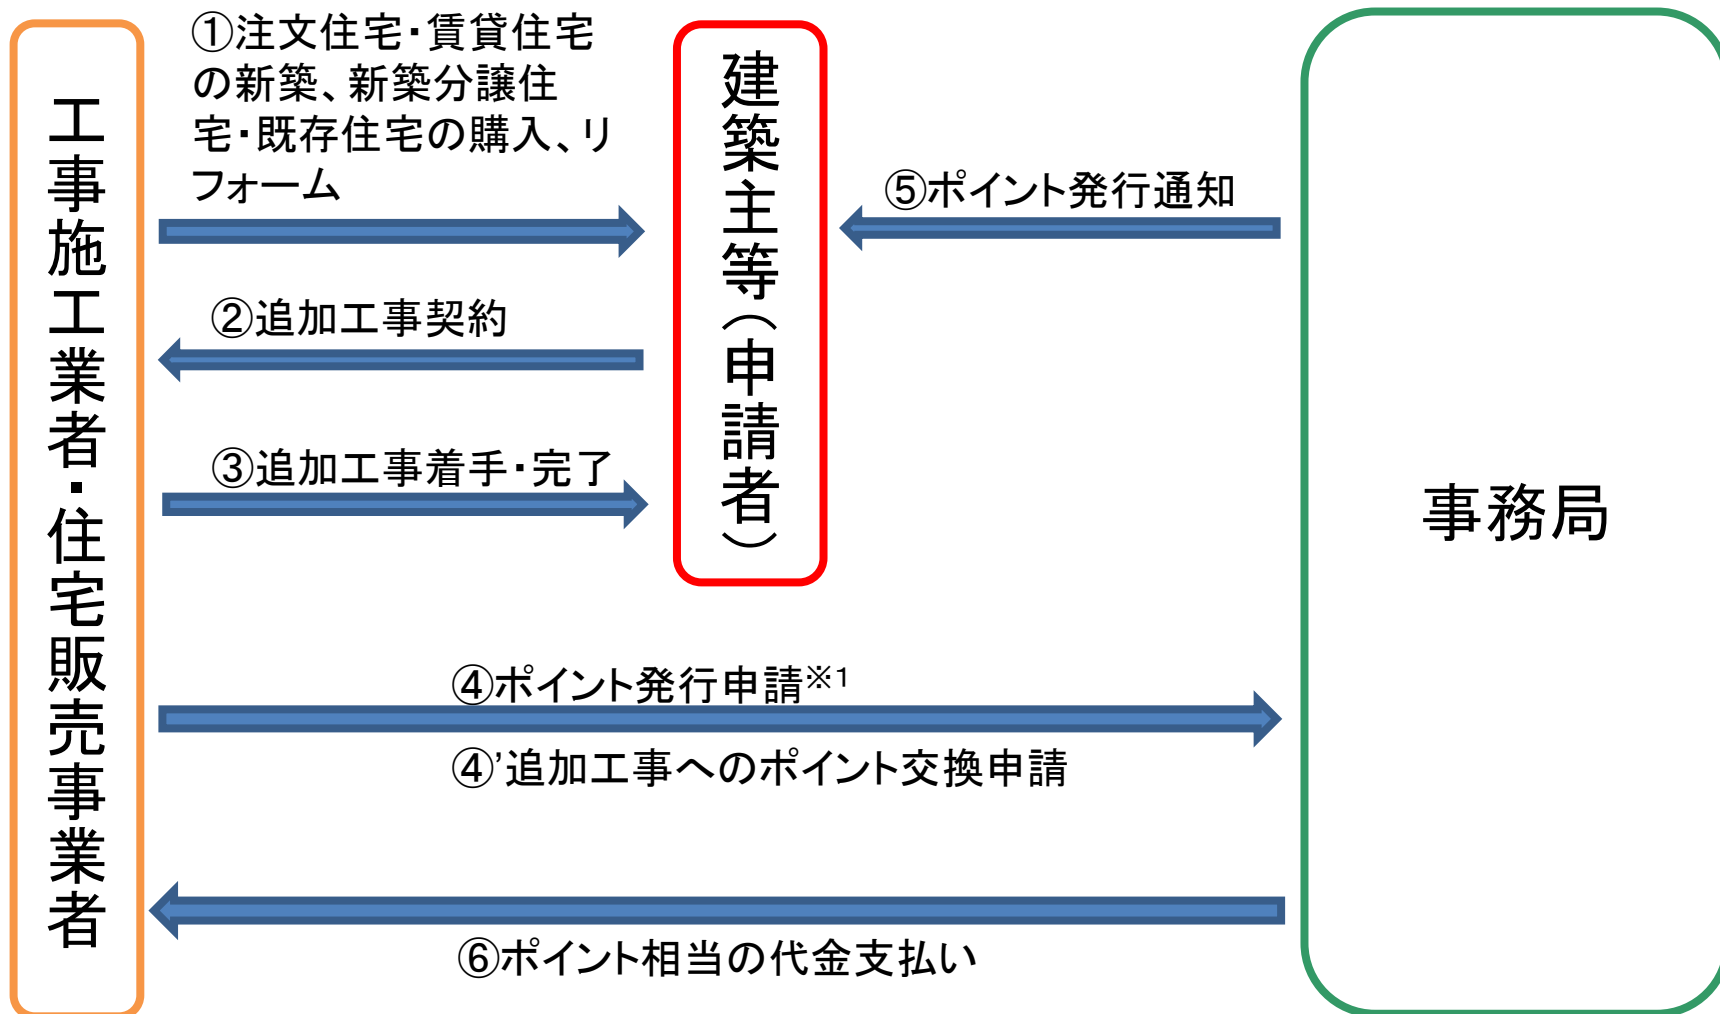 工事施工業者・住宅販売事業者
①注文住宅・賃貸住宅
の新築、新築分譲住
宅・既存住宅の購入、リ
フォーム
②追加工事契約
③追加工事着手・完了
建築主等（申請者）
⑤ポイント発行通知
④ポイント発行申請※1
④’追加工事へのポイント交換申請
⑥ポイント相当の代金支払い
事務局